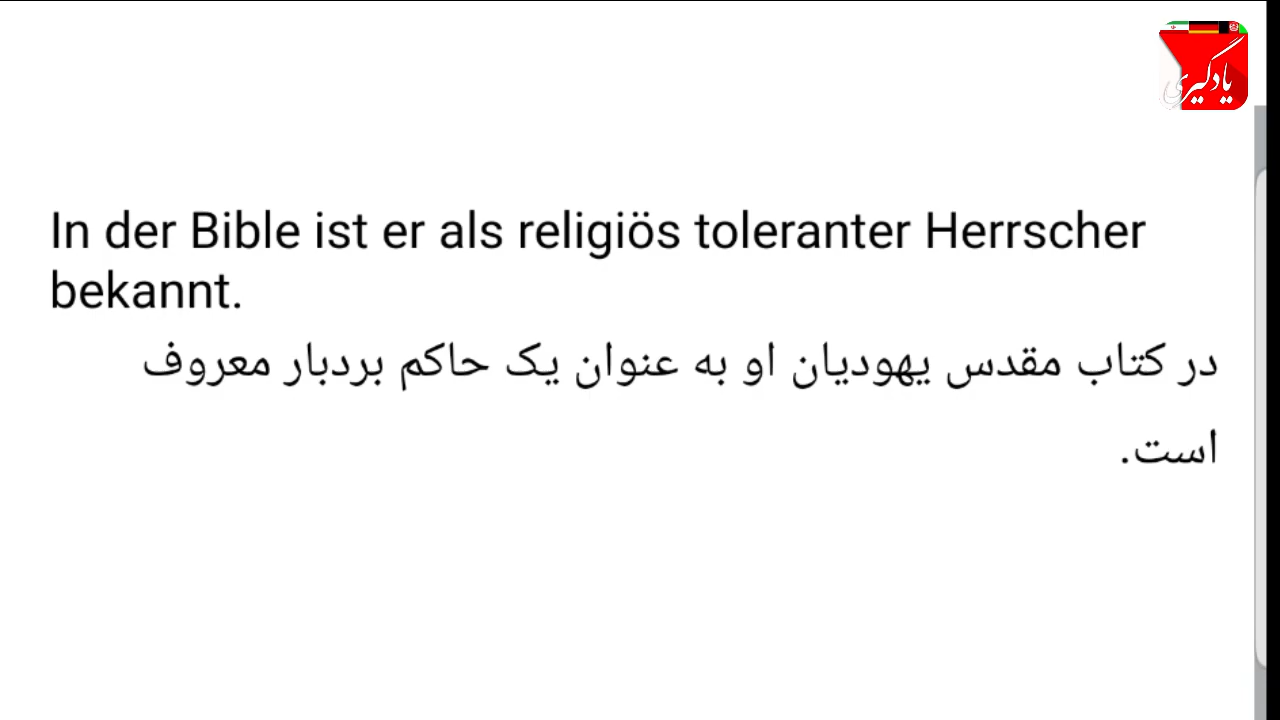 یادگیری
In der Bible ist er als religiös toleranter Herrscher
bekannt.
در کتاب مقدس یهودیان او به عنوان یک حاکم بردبار معروف
است.